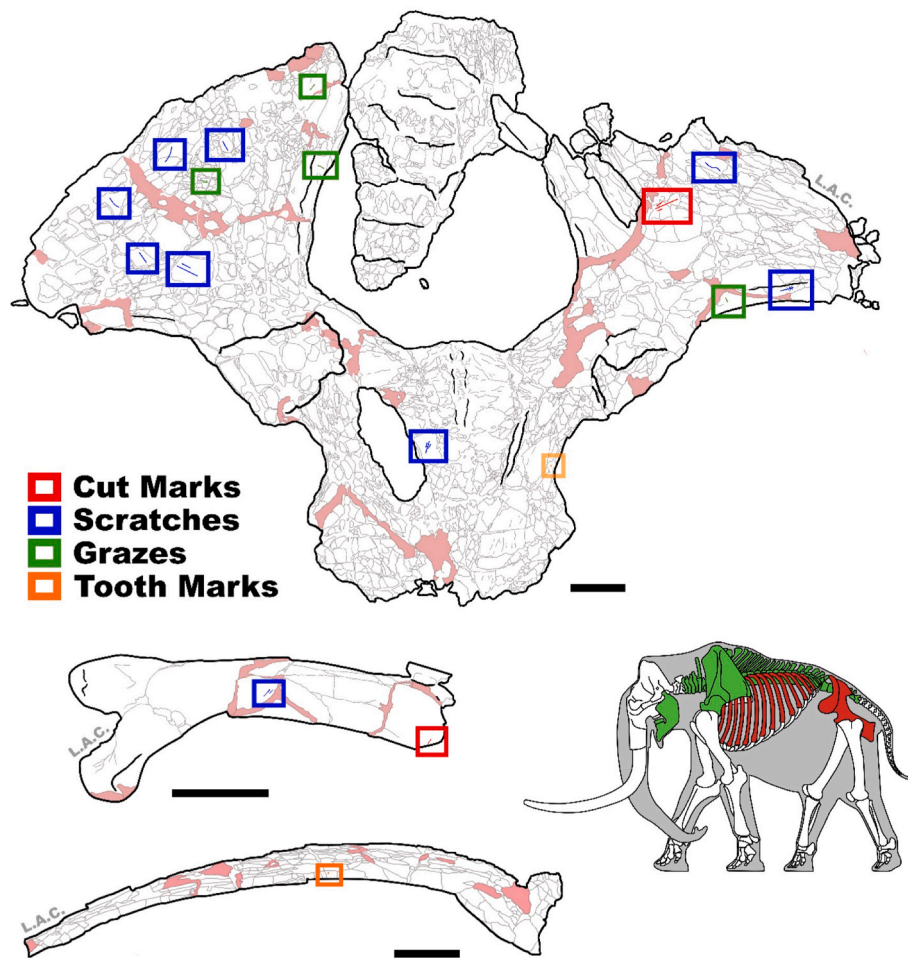 L.A.C.
Cut Marks
Scratches
Grazes
Tooth Marks
L.A.C.
L.A.C.